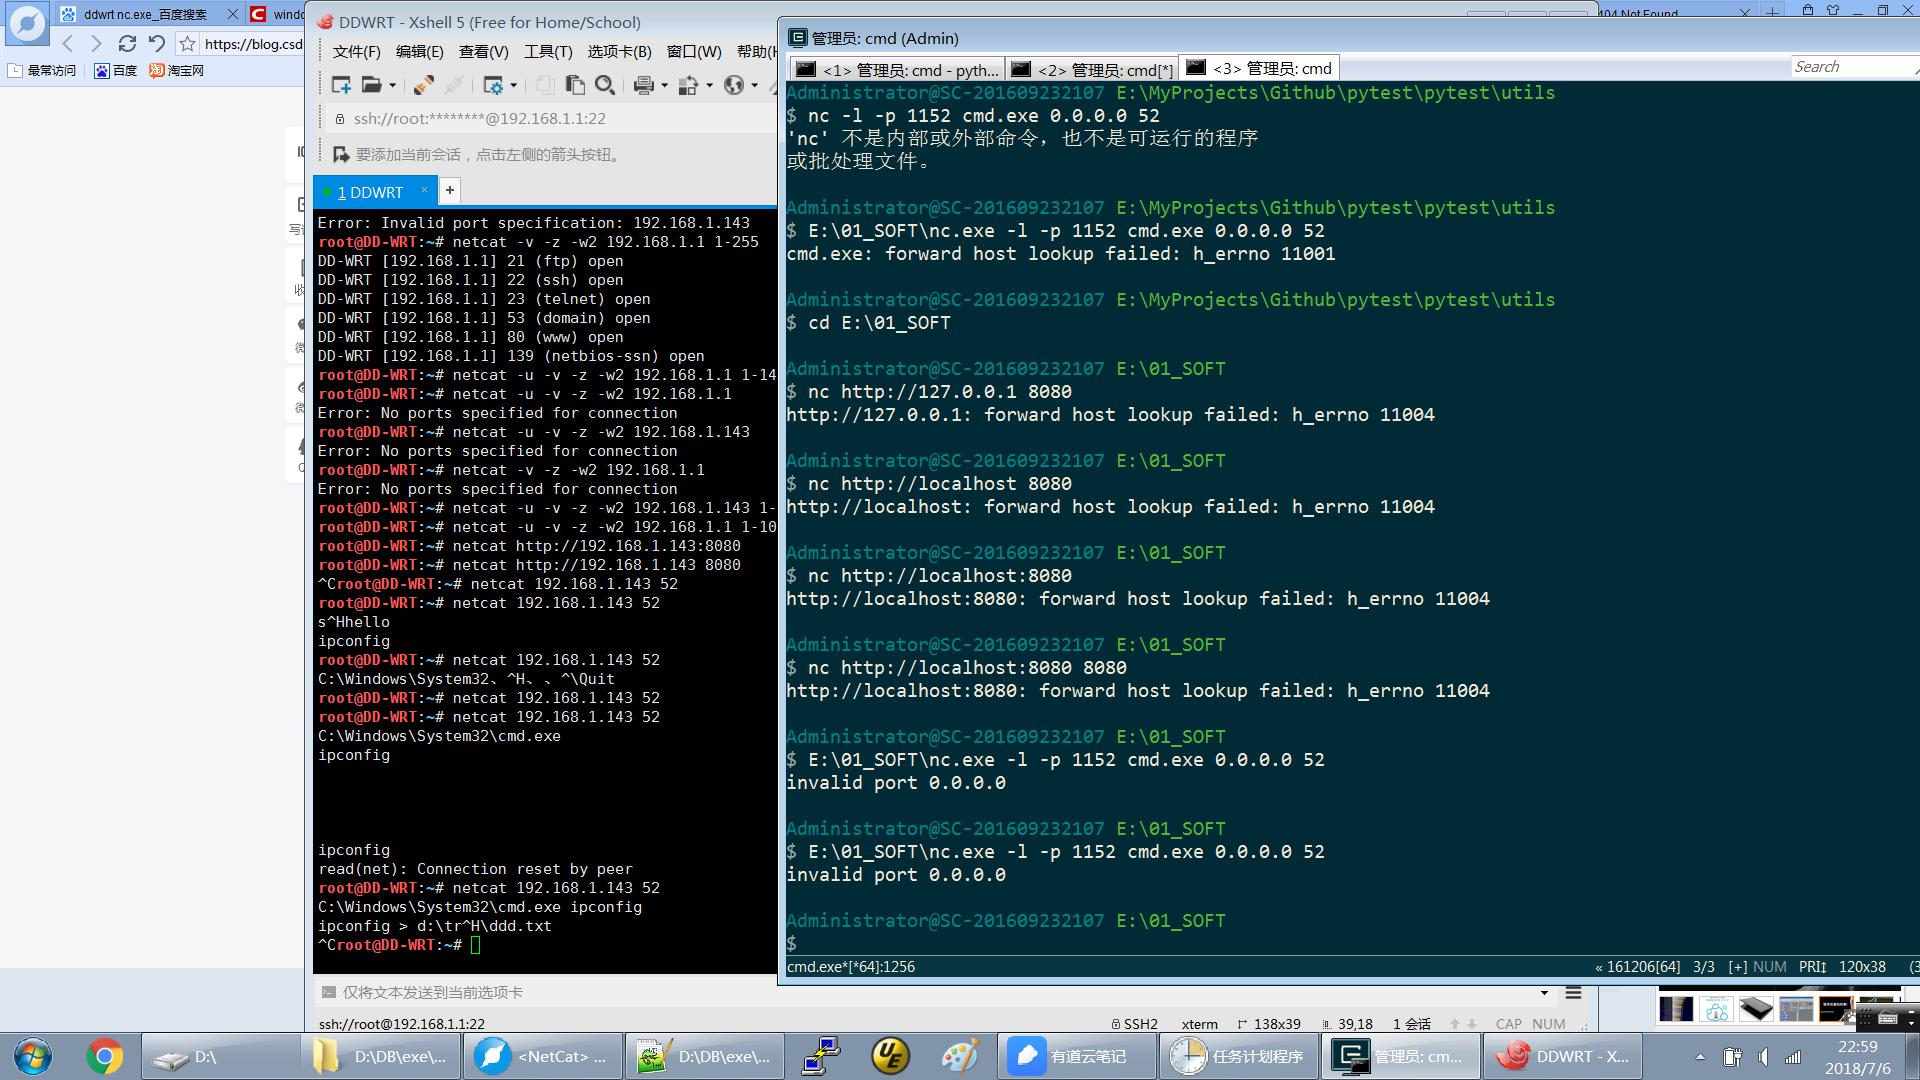 ddwrt nc.exe_百度搜索
windo
404 Not Found
https://blog.csd
最常访问
百度
淘宝网
DDWRT - Xshell 5 (Free for Home/School)
文件(F) 编辑(E) 查看(V) 工具(T) 选项卡(B) 窗口(W) 帮助(H
ssh://root:********@192.168.1.1:22
要添加当前会话，点击左侧的箭头按钮。
1 DDWRT
Error: Invalid port specification: 192.168.1.143
root@DD-WRT:~# netcat -v -z -w2 192.168.1.1 1-255
DD-WRT [192.168.1.1] 21 (ftp) open
DD-WRT [192.168.1.1] 22 (ssh) open
DD-WRT [192.168.1.1] 23 (telnet) open
DD-WRT [192.168.1.1] 53 (domain) open
DD-WRT [192.168.1.1] 80 (www) open
DD-WRT [192.168.1.1] 139 (netbios-ssn) open
root@DD-WRT:~# netcat -u -v -z -w2 192.168.1.1 1-14
root@DD-WRT:~# netcat -u -v -z -w2 192.168.1.1
Error: No ports specified for connection
root@DD-WRT:~# netcat -u -v -z -w2 192.168.1.143
Error: No ports specified for connection
root@DD-WRT:~# netcat -v -z -w2 192.168.1.1
Error: No ports specified for connection
root@DD-WRT:~# netcat -u -v -z -w2 192.168.1.143 1-
root@DD-WRT:~# netcat -u -v -z -w2 192.168.1.1 1-10
root@DD-WRT:~# netcat http://192.168.1.143:8080
root@DD-WRT:~# netcat http://192.168.1.143 8080
^Croot@DD-WRT:~# netcat 192.168.1.143 52
root@DD-WRT:~# netcat 192.168.1.143 52
s^Hhello
ipconfig
root@DD-WRT:~# netcat 192.168.1.143 52
C:\Windows\System32、^H、、^\Quit
root@DD-WRT:~# netcat 192.168.1.143 52
root@DD-WRT:~# netcat 192.168.1.143 52
C:\Windows\System32\cmd.exe
ipconfig
ipconfig
read(net): Connection reset by peer
root@DD-WRT:~# netcat 192.168.1.143 52
C:\Windows\System32\cmd.exe ipconfig
ipconfig > d:\tr^H\ddd.txt
^Croot@DD-WRT:~#
仅将文本发送到当前选项卡
ssh://root@192.168.1.1:22
SSH2 xterm 138x39 39,18 1 会话 CAP NUM
管理员: cmd (Admin)
<1> 管理员: cmd - pyth...
<2> 管理员: cmd[*]
<3> 管理员: cmd
Search
Administrator@SC-201609232107 E:\MyProjects\Github\pytest\pytest\utils
$ nc -l -p 1152 cmd.exe 0.0.0.0 52
'nc' 不是内部或外部命令，也不是可运行的程序
或批处理文件。
Administrator@SC-201609232107 E:\MyProjects\Github\pytest\pytest\utils
$ E:\01_SOFT\nc.exe -l -p 1152 cmd.exe 0.0.0.0 52
cmd.exe: forward host lookup failed: h_errno 11001
Administrator@SC-201609232107 E:\MyProjects\Github\pytest\pytest\utils
$ cd E:\01_SOFT
Administrator@SC-201609232107 E:\01_SOFT
$ nc http://127.0.0.1 8080
http://127.0.0.1: forward host lookup failed: h_errno 11004
Administrator@SC-201609232107 E:\01_SOFT
$ nc http://localhost 8080
http://localhost: forward host lookup failed: h_errno 11004
Administrator@SC-201609232107 E:\01_SOFT
$ nc http://localhost:8080
http://localhost:8080: forward host lookup failed: h_errno 11004
Administrator@SC-201609232107 E:\01_SOFT
$ nc http://localhost:8080 8080
http://localhost:8080: forward host lookup failed: h_errno 11004
Administrator@SC-201609232107 E:\01_SOFT
$ E:\01_SOFT\nc.exe -l -p 1152 cmd.exe 0.0.0.0 52
invalid port 0.0.0.0
Administrator@SC-201609232107 E:\01_SOFT
$ E:\01_SOFT\nc.exe -l -p 1152 cmd.exe 0.0.0.0 52
invalid port 0.0.0.0
Administrator@SC-201609232107 E:\01_SOFT
$
cmd.exe*[*64]:1256
« 161206[64] 3/3 [+] NUM PRI↕ 120x38 (3
D:\
D:\DB\exe\...
<NetCat> ...
D:\DB\exe\...
有道云笔记
任务计划程序
管理员: cm...
DDWRT - X...
22:59
2018/7/6